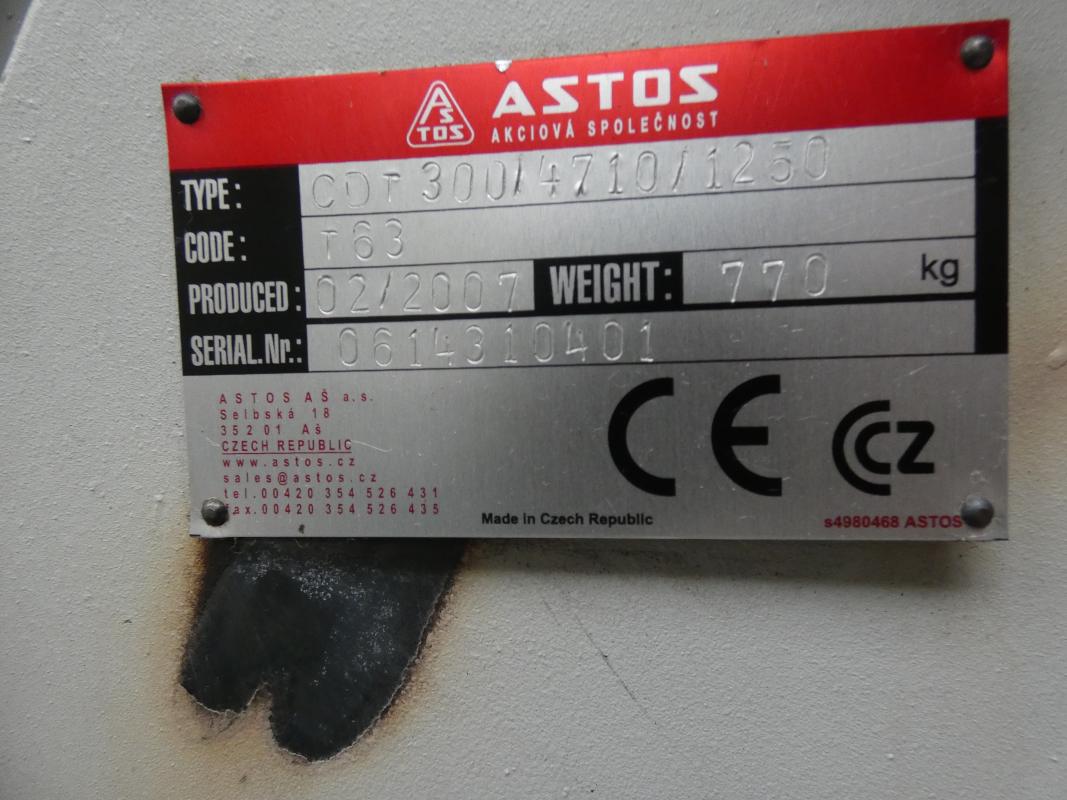 AS
TOS
ASTOS
AKCIOVÁ SPOLEČNOST
TYPE: CDT 300/4710/1250
CODE: T63
PRODUCED: 02/2007 WEIGHT: 770 kg
SERIAL.Nr.: 0614310401
ASTOS AŠ a.s.
Selbská 18
352 01 Aš
CZECH REPUBLIC
www.astos.cz
sales@astos.cz
tel.00420 354 526 431
fax.00420 354 526 435
CE CCZ
Made in Czech Republic
s4980468 ASTOS